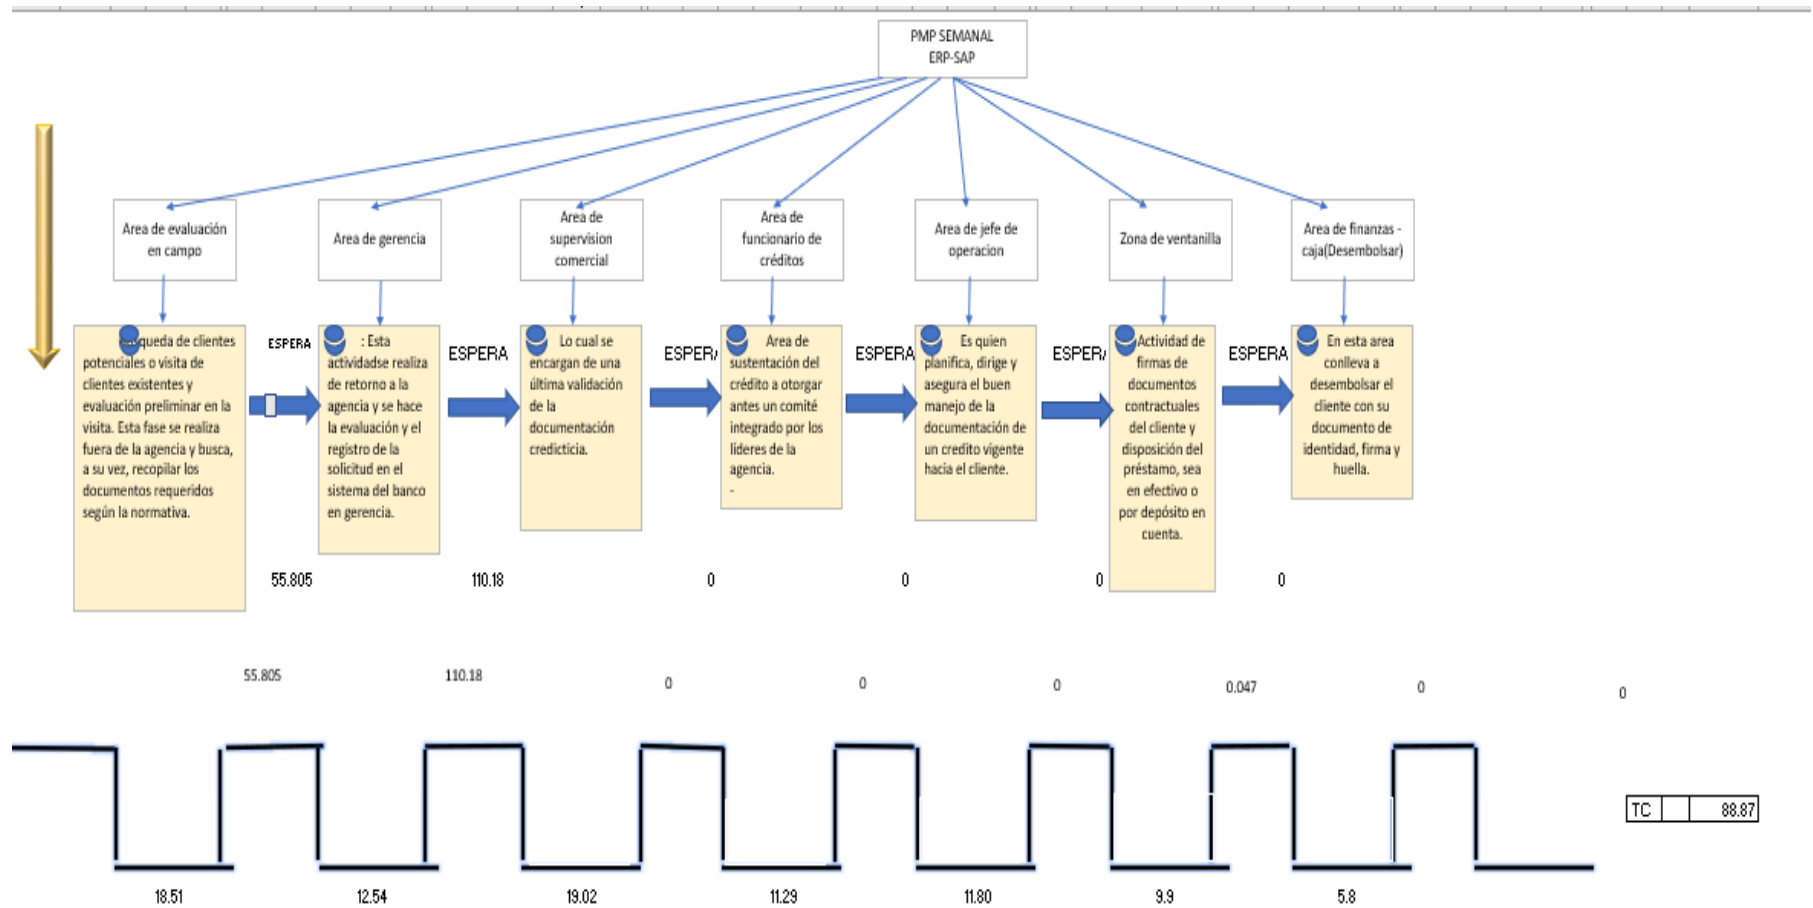 PMP SEMANAL
ERP-SAP
Area de evaluación
en campo
Area de gerencia
Area de
supervision
comercial
Area de
funcionario de
créditos
Area de jefe de
operacion
Zona de ventanilla
Area de finanzas -
caja(Desembolsar)
queda de clientes
potenciales o visita de
clientes existentes y
evaluación preliminar en la
visita. Esta fase se realiza
fuera de la agencia y busca,
a su vez, recopilar los
documentos requeridos
según la normativa.
ESPERA
: Esta
actividadse realiza
de retorno a la
agencia y se hace
la evaluación y el
registro de la
solicitud en el
sistema del banco
en gerencia.
ESPERA
Lo cual se
encargan de una
última validación
de la
documentación
credicticia.
ESPER
Area de
sustentación del
crédito a otorgar
antes un comité
integrado por los
lideres de la
agencia.
-
ESPERA
Es quien
planifica, dirige y
asegura el buen
manejo de la
documentación de
un credito vigente
hacia el cliente.
ESPER
Actividad de
firmas de
documentos
contractuales
del cliente y
disposición del
préstamo, sea
en efectivo o
por depósito en
cuenta.
ESPERA
En esta area
conlleva a
desembolsar el
cliente con su
documento de
identidad, firma y
huella.
55.805
110.18
0
0
0
0
55.805
110.18
0
0
0
0.047
0
0
TC 88.87
18.51
12.54
19.02
11.29
11.80
9.9
5.8